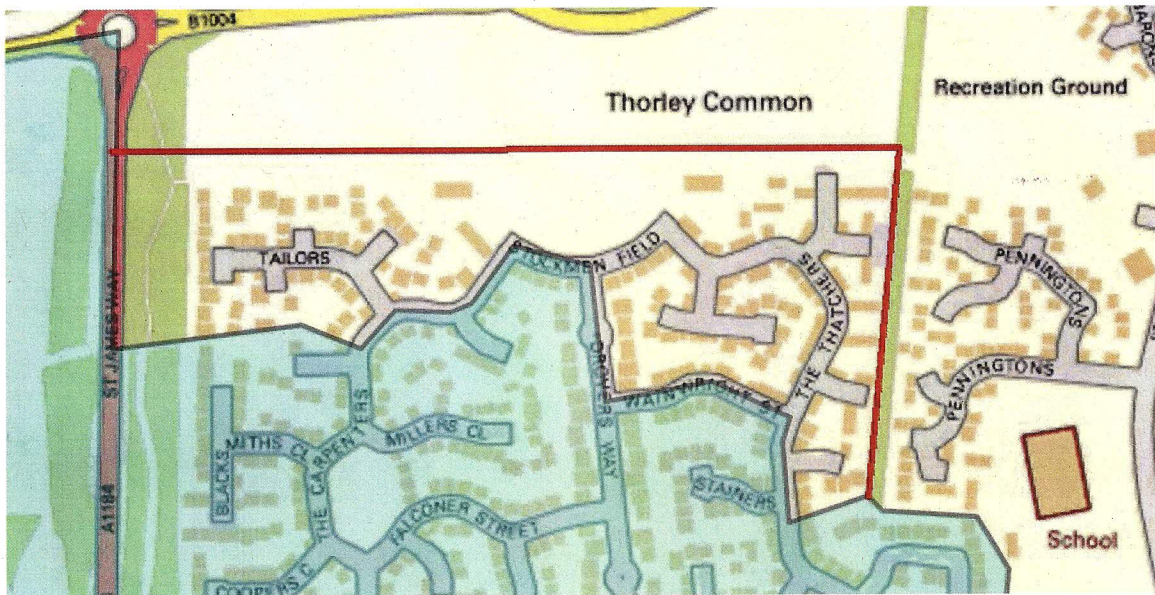 B1004
Thorley Common
Recreation Ground
TAILORS
STOCKMEN FIELD
PENNINGTONS
THE THATCHERS
ST JAMES WAY
PENNINGTONS
WAINWRIGHT ST
WAY
THE CARPENTERS
MILLERS CL
BLACKSMITHS CL
STAINERS
A1184
FALCONER STREET
School
COOPERS C